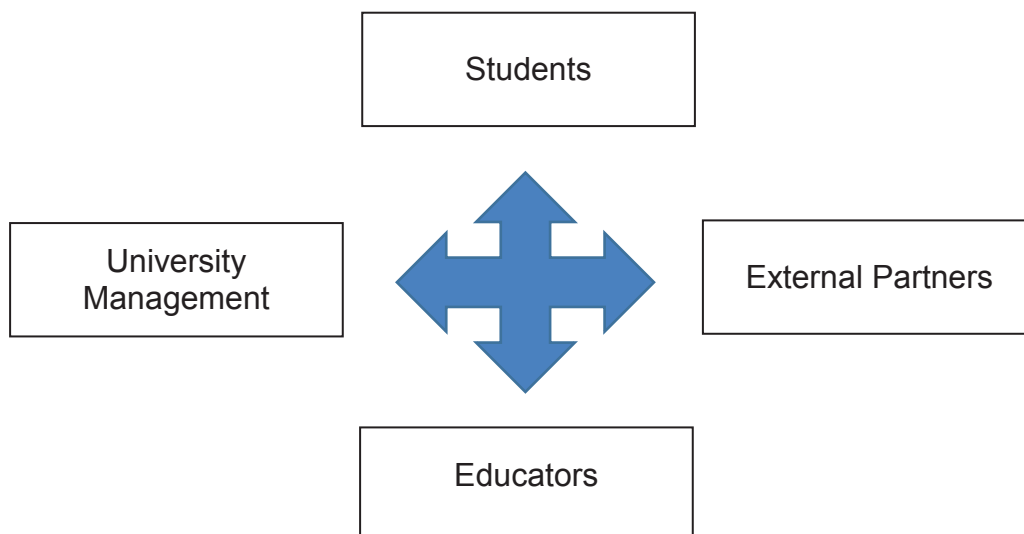 Students
University
Management
External Partners
Educators